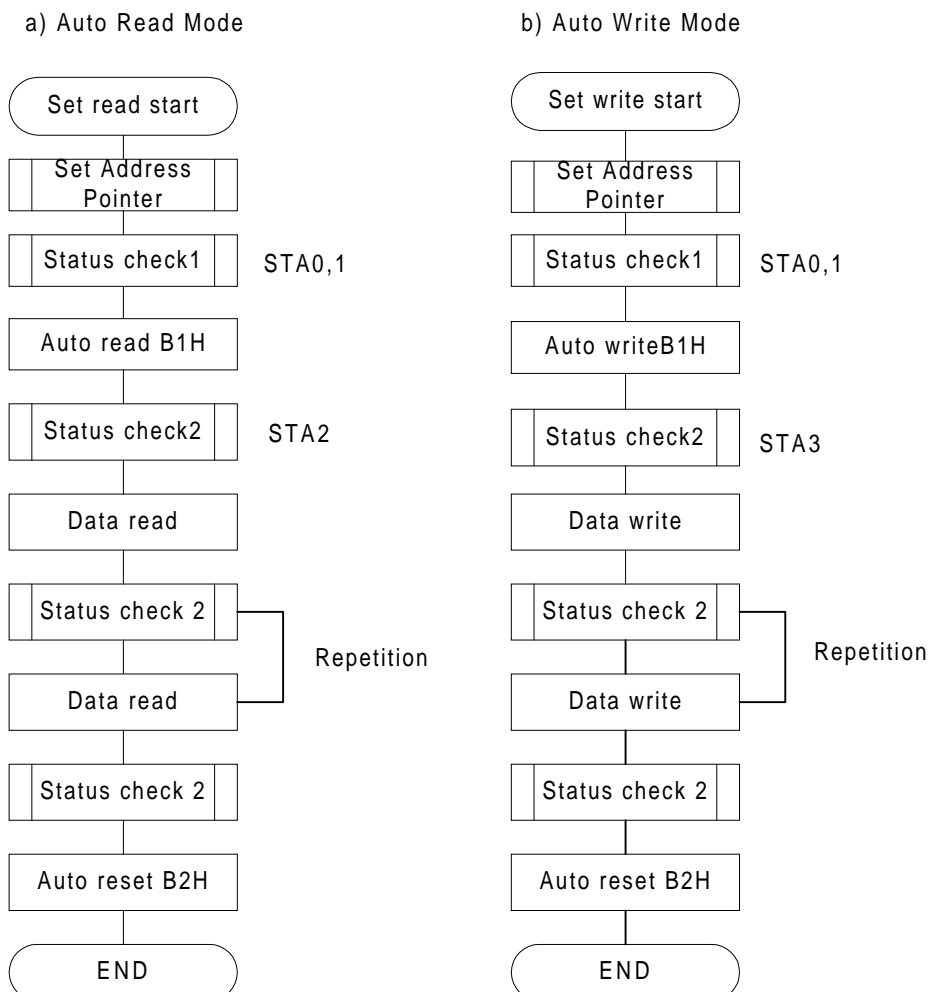 a) Auto Read Mode
Set read start
Set Address
Pointer
Status check1
STA0,1
Auto read B1H
Status check2
STA2
Data read
Status check 2
Repetition
Data read
Status check 2
Auto reset B2H
END
b) Auto Write Mode
Set write start
Set Address
Pointer
Status check1
STA0,1
Auto writeB1H
Status check2
STA3
Data write
Status check 2
Repetition
Data write
Status check 2
Auto reset B2H
END